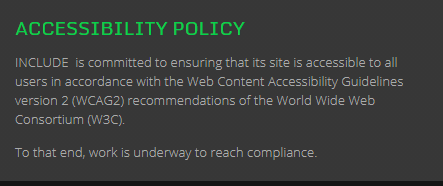 ACCESSIBILITY POLICY
INCLUDE is committed to ensuring that its site is accessible to all
users in accordance with the Web Content Accessibility Guidelines
version 2 (WCAG2) recommendations of the World Wide Web
Consortium (W3C).
To that end, work is underway to reach compliance.